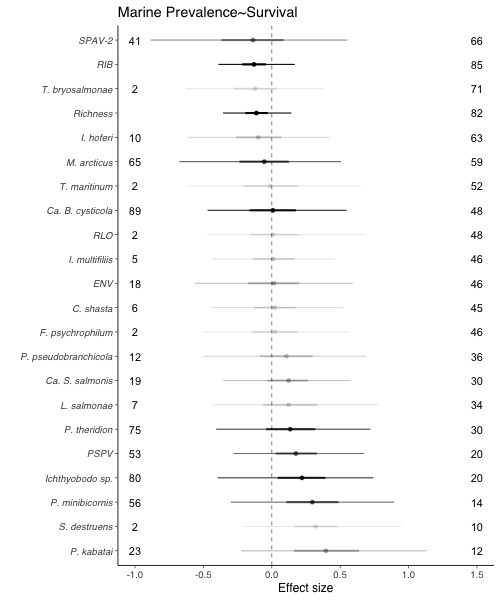 Marine Prevalence~Survival
SPAV-2 41 66
RIB 85
T. bryosalmonae 2 71
Richness 82
I. hoferi 10 63
M. arcticus 65 59
T. maritinum 2 52
Ca. B. cysticola 89 48
RLO 2 48
I. multifiliis 5 46
ENV 18 46
C. shasta 6 45
F. psychrophilum 2 46
P. pseudobranchicola 12 36
Ca. S. salmonis 19 30
L. salmonae 7 34
P. theridion 75 30
PSPV 53 20
Ichthyobodo sp. 80 20
P. minibicornis 56 14
S. destruens 2 10
P. kabatai 23 12
-1.0 -0.5 0.0 0.5 1.0 1.5
Effect size